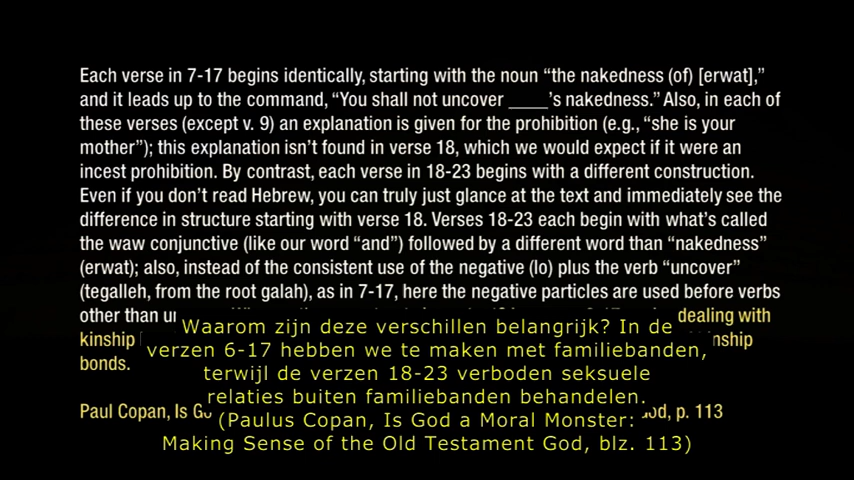 Each verse in 7-17 begins identically, starting with the noun “the nakedness (of) [erwat],”
and it leads up to the command, “You shall not uncover ____’s nakedness.” Also, in each of
these verses (except v. 9) an explanation is given for the prohibition (e.g., “she is your
mother”); this explanation isn’t found in verse 18, which we would expect if it were an
incest prohibition. By contrast, each verse in 18-23 begins with a different construction.
Even if you don’t read Hebrew, you can truly just glance at the text and immediately see the
difference in structure starting with verse 18. Verses 18-23 each begin with what’s called
the waw conjunctive (like our word “and”) followed by a different word than “nakedness”
(erwat); also, instead of the consistent use of the negative (lo) plus the verb “uncover”
(tegalleh, from the root galah), as in 7-17, here the negative particles are used before verbs
other than dealing with
kinship
bonds.
Paul Copan, Is p. 113
Waarom zijn deze verschillen belangrijk? In de
verzen 6-17 hebben we te maken met familiebanden,
terwijl de verzen 18-23 verboden seksuele
relaties buiten familiebanden behandelen.
(Paulus Copan, Is God a Moral Monster:
Making Sense of the Old Testament God, blz. 113)